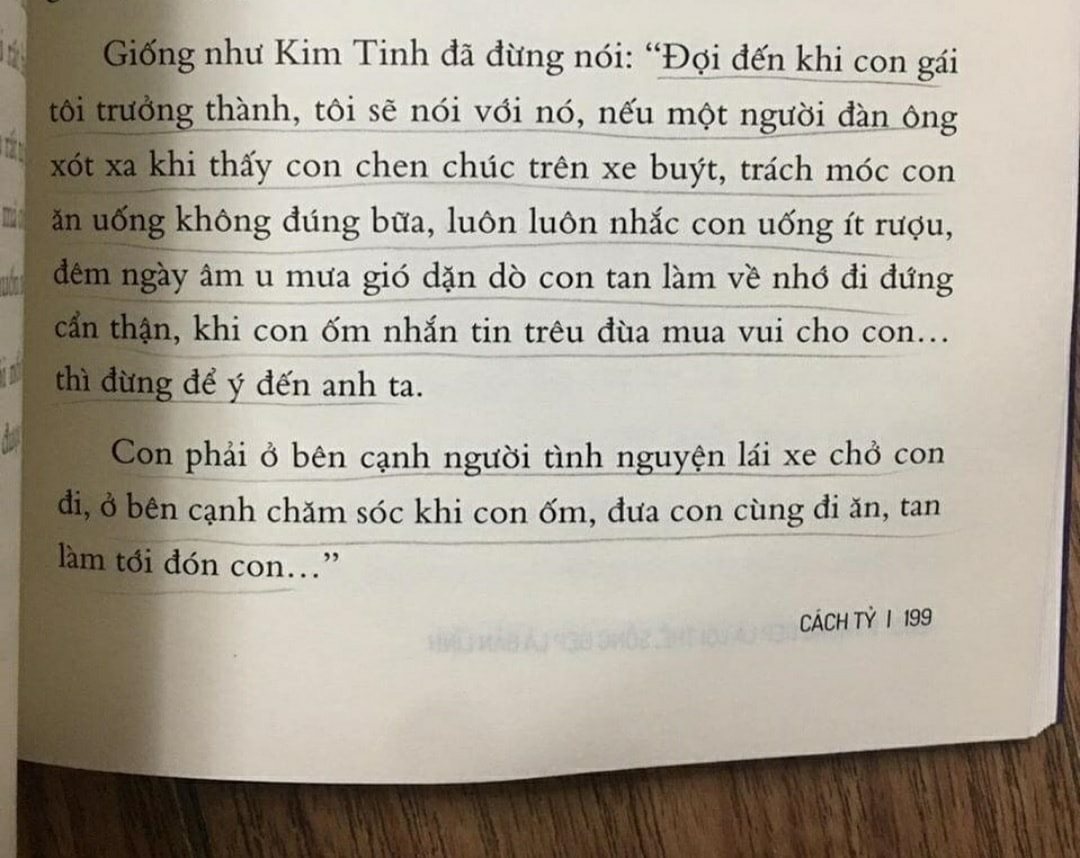 Giống như Kim Tinh đã đừng nói: “Đợi đến khi con gái
tôi trưởng thành, tôi sẽ nói với nó, nếu một người đàn ông
xót xa khi thấy con chen chúc trên xe buýt, trách móc con
ăn uống không đúng bữa, luôn luôn nhắc con uống ít rượu,
đêm ngày âm u mưa gió dặn dò con tan làm về nhớ đi đứng
cẩn thận, khi con ốm nhắn tin trêu đùa mua vui cho con...
thì đừng để ý đến anh ta.
Con phải ở bên cạnh người tình nguyện lái xe chở con
đi, ở bên cạnh chăm sóc khi con ốm, đưa con cùng đi ăn, tan
làm tới đón con...”
CÁCH TỶ | 199